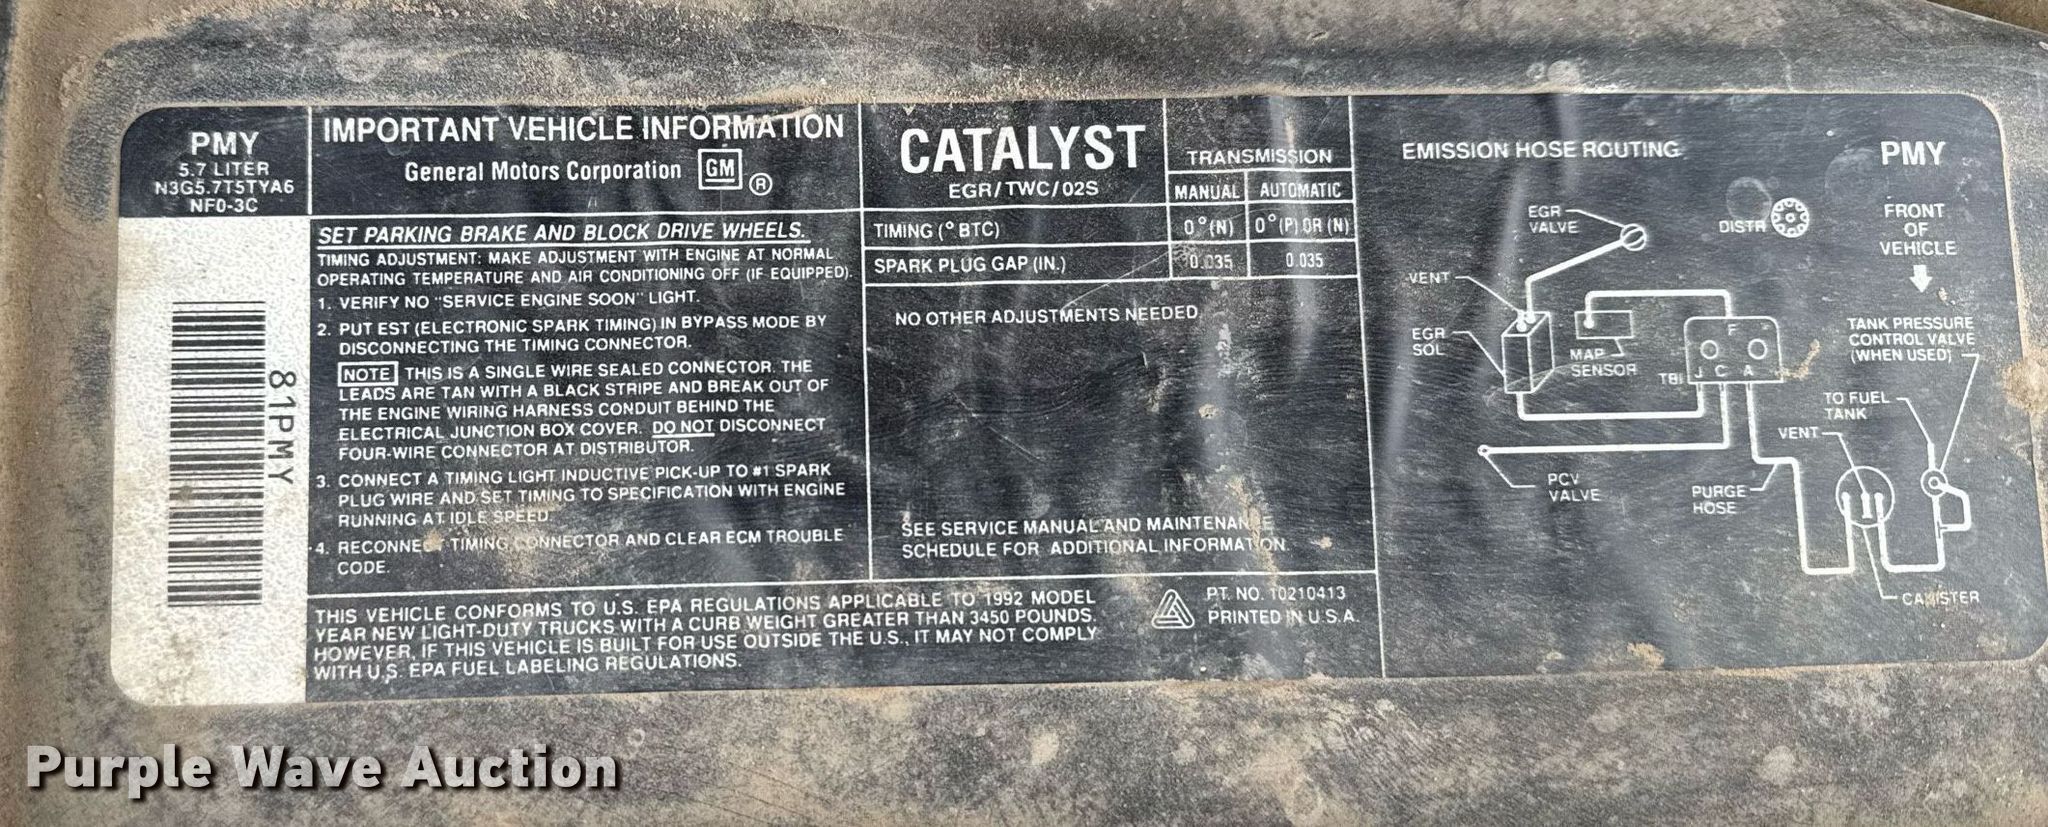 PMY
5.7 LITER
N3G5.7T5TYA6
NF0-3C
81PMY
IMPORTANT VEHICLE INFORMATION
General Motors Corporation GM ®
SET PARKING BRAKE AND BLOCK DRIVE WHEELS.
TIMING ADJUSTMENT: MAKE ADJUSTMENT WITH ENGINE AT NORMAL
OPERATING TEMPERATURE AND AIR CONDITIONING OFF (IF EQUIPPED).
1. VERIFY NO "SERVICE ENGINE SOON" LIGHT.
2. PUT EST (ELECTRONIC SPARK TIMING) IN BYPASS MODE BY
DISCONNECTING THE TIMING CONNECTOR.
NOTE THIS IS A SINGLE WIRE SEALED CONNECTOR. THE
LEADS ARE TAN WITH A BLACK STRIPE AND BREAK OUT OF
THE ENGINE WIRING HARNESS CONDUIT BEHIND THE
ELECTRICAL JUNCTION BOX COVER. DO NOT DISCONNECT
FOUR-WIRE CONNECTOR AT DISTRIBUTOR.
3. CONNECT A TIMING LIGHT INDUCTIVE PICK-UP TO #1 SPARK
PLUG WIRE AND SET TIMING TO SPECIFICATION WITH ENGINE
RUNNING AT IDLE SPEED
4. RECONNECT TIMING CONNECTOR AND CLEAR ECM TROUBLE
CODE.
CATALYST
EGR/TWC/02S
TRANSMISSION
MANUAL AUTOMATIC
TIMING (° BTC) 0°(N) 0°(P) OR (N)
SPARK PLUG GAP (IN.) 0.035 0.035
NO OTHER ADJUSTMENTS NEEDED
SEE SERVICE MANUAL AND MAINTENANCE
SCHEDULE FOR ADDITIONAL INFORMATION.
THIS VEHICLE CONFORMS TO U.S. EPA REGULATIONS APPLICABLE TO 1992 MODEL
YEAR NEW LIGHT-DUTY TRUCKS WITH A CURB WEIGHT GREATER THAN 3450 POUNDS.
HOWEVER, IF THIS VEHICLE IS BUILT FOR USE OUTSIDE THE U.S., IT MAY NOT COMPLY
WITH U.S. EPA FUEL LABELING REGULATIONS.
PT. NO. 10210413
PRINTED IN U.S.A.
EMISSION HOSE ROUTING
PMY
FRONT
OF
VEHICLE
EGR
VALVE
DISTR
VENT
EGR
SOL
MAP
SENSOR
TBI
F
J C A
TANK PRESSURE
CONTROL VALVE
(WHEN USED)
TO FUEL
TANK
VENT
PCV
VALVE
PURGE
HOSE
CANISTER
Purple Wave Auction